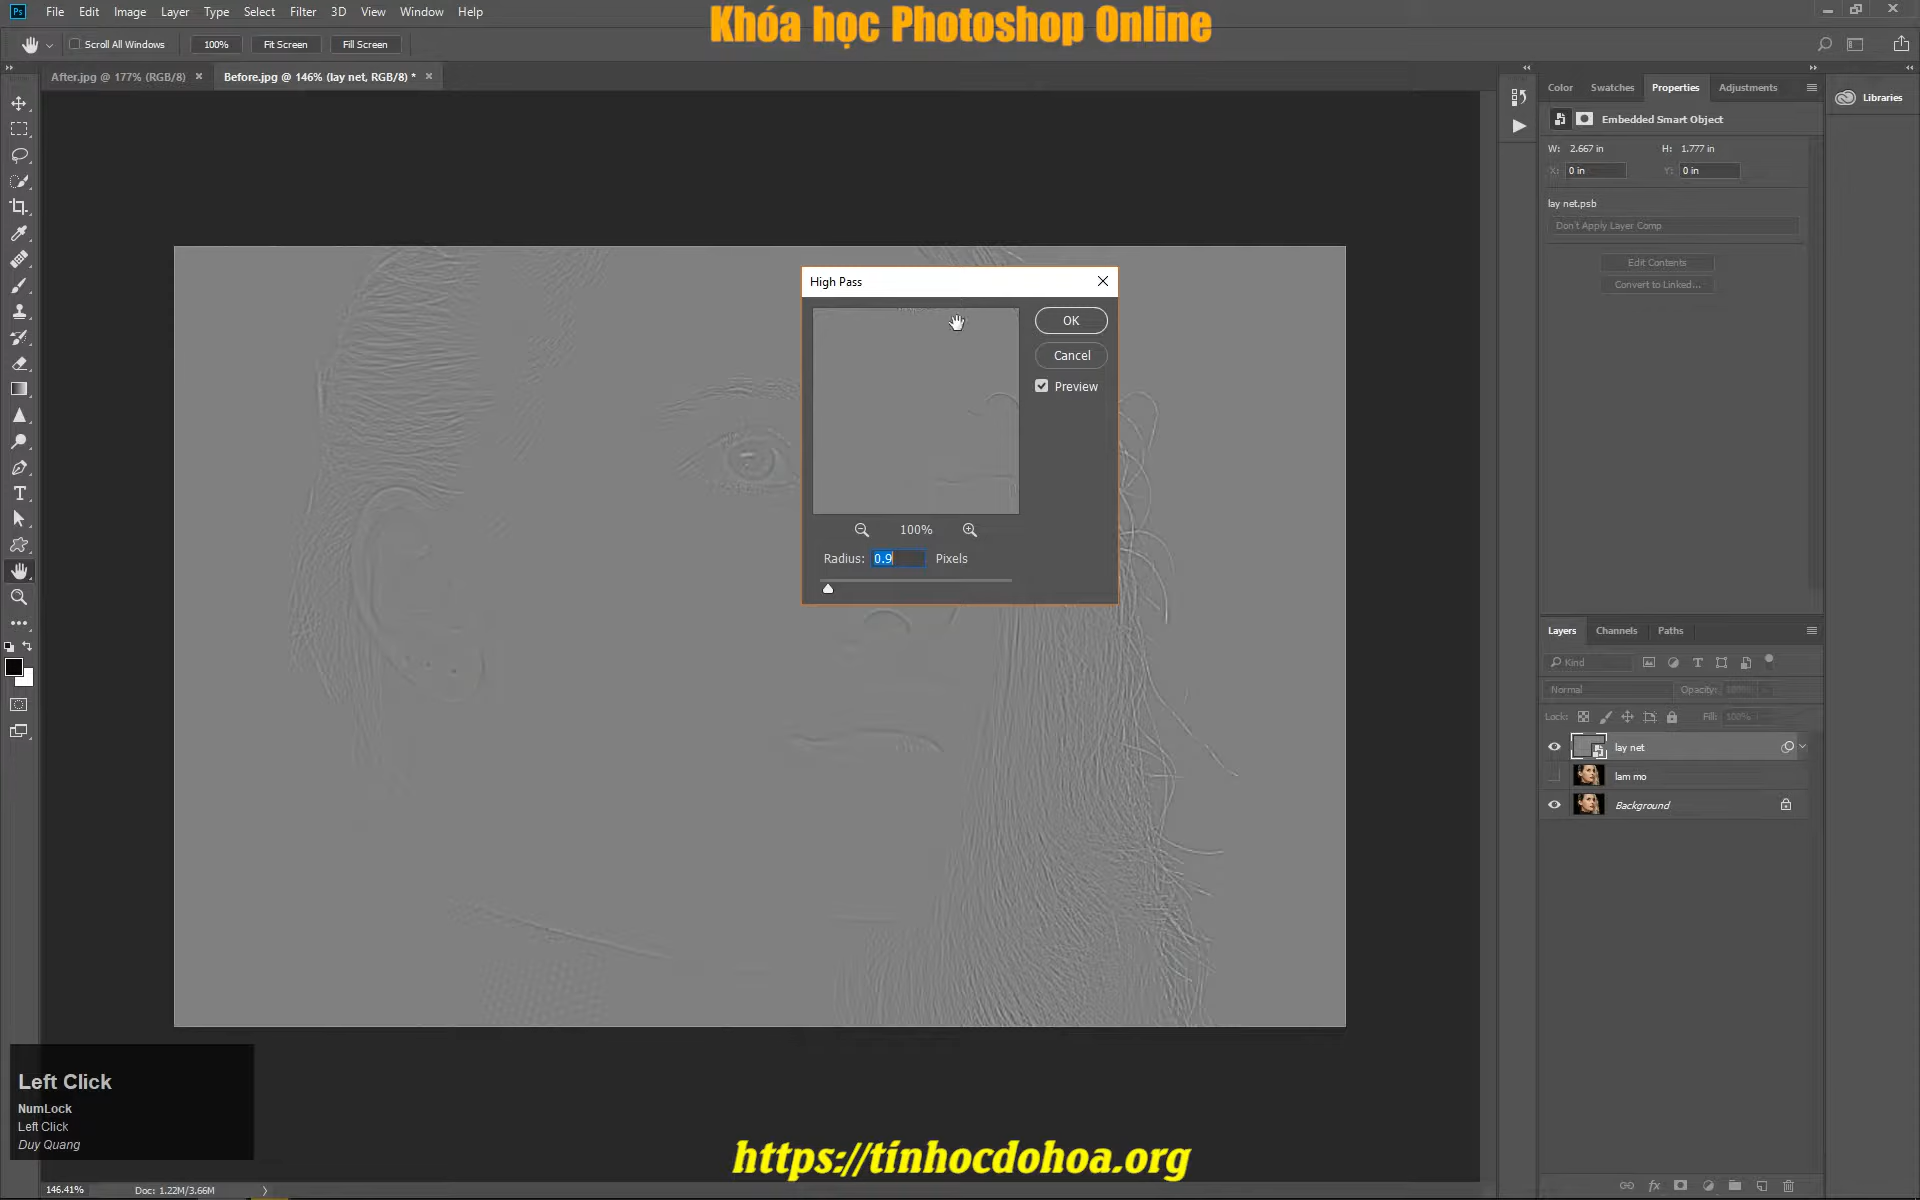 Ps File Edit Image Layer Type Select Filter 3D View Window Help
Khóa học Photoshop Online
Scroll All Windows 100% Fit Screen Fill Screen
After.jpg @ 177% (RGB/8) × Before.jpg @ 146% (lay net, RGB/8) * ×
Color Swatches Properties Adjustments
Libraries
Embedded Smart Object
W: 2.667 in H: 1.777 in
X: 0 in Y: 0 in
lay net.psb
Don't Apply Layer Comp
Edit Contents
Convert to Linked...
High Pass
OK
Cancel
Preview
100%
Radius: 0.9 Pixels
Layers Channels Paths
Kind
Normal Opacity: 100%
Lock: Fill: 100%
lay net
lam mo
Background
Left Click
NumLock
Left Click
Duy Quang
https://tinhocdohoa.org
146.41% Doc: 1.22M/3.66M